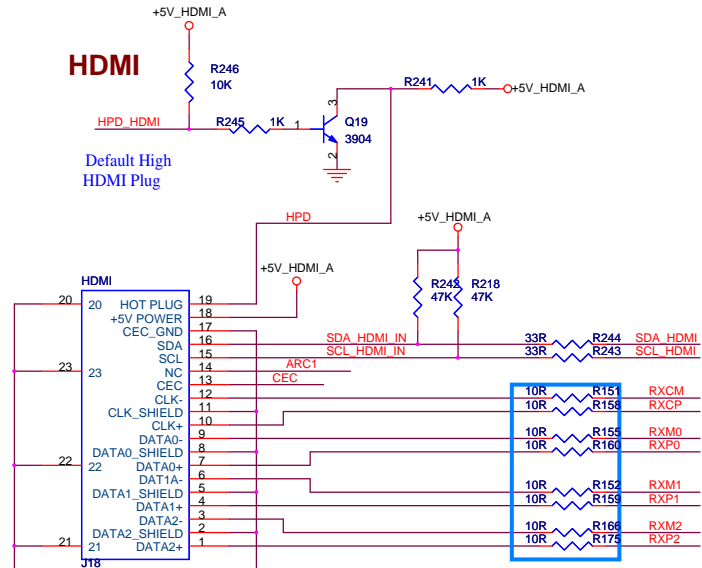 +5V_HDMI_A
HDMI
R246
10K
R241 1K +5V_HDMI_A
3
HPD_HDMI R245 1K 1 Q19
3904
2
Default High
HDMI Plug
HPD
+5V_HDMI_A
+5V_HDMI_A
HDMI
R242 R218
47K 47K
20 20 HOT PLUG 19
+5V POWER 18
CEC_GND 17
SDA 16 SDA_HDMI_IN 33R R244 SDA_HDMI
SCL 15 SCL_HDMI_IN 33R R243 SCL_HDMI
23 23 NC 14 ARC1
CEC 13 CEC
CLK- 12 10R R151 RXCM
CLK_SHIELD 11 10R R158 RXCP
CLK+ 10
DATA0- 9 10R R155 RXM0
DATA0_SHIELD 8 10R R160 RXP0
22 22 DATA0+ 7
DAT1A- 6
DATA1_SHIELD 5 10R R152 RXM1
DATA1+ 4 10R R159 RXP1
DATA2- 3
DATA2_SHIELD 2 10R R166 RXM2
21 21 DATA2+ 1 10R R175 RXP2
J18